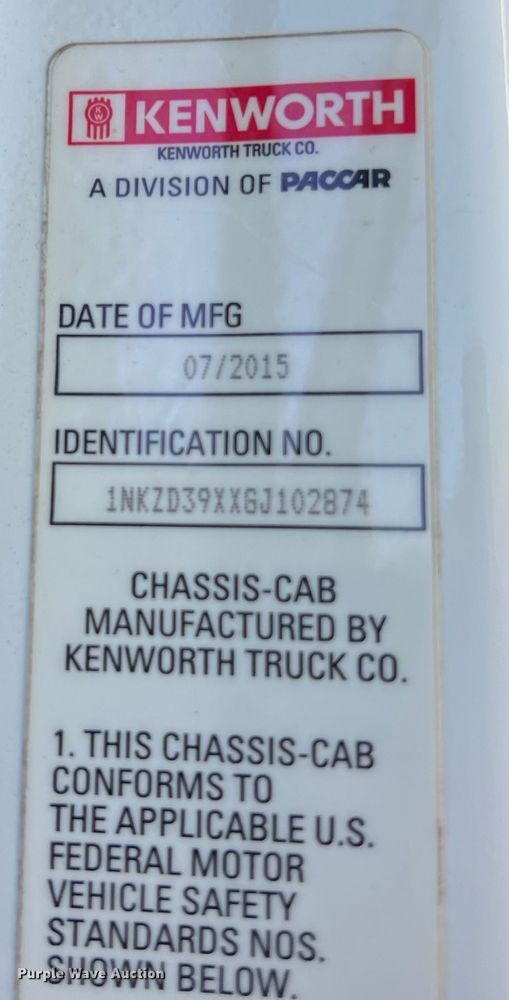 KW KENWORTH
KENWORTH TRUCK CO.
A DIVISION OF PACCAR
DATE OF MFG
07/2015
IDENTIFICATION NO.
1NKZD39XXGJ102874
CHASSIS-CAB
MANUFACTURED BY
KENWORTH TRUCK CO.
1. THIS CHASSIS-CAB
CONFORMS TO
THE APPLICABLE U.S.
FEDERAL MOTOR
VEHICLE SAFETY
STANDARDS NOS.
SHOWN BELOW.
Purple Wave Auction